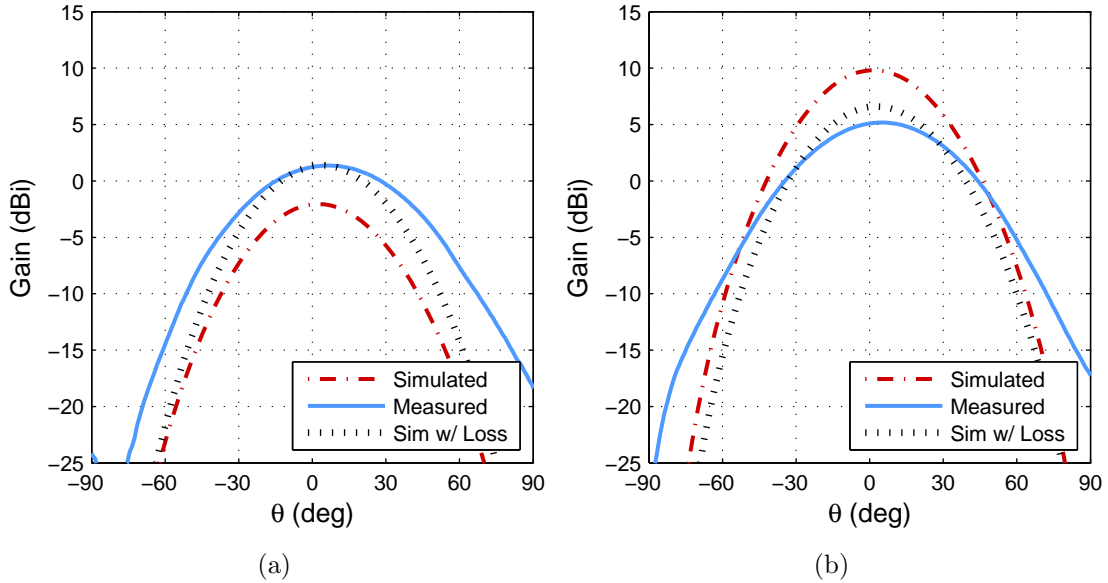 15
10
5
0
−5
−10
−15
−20
−25
Gain (dBi)
−90 −60 −30 0 30 60 90
θ (deg)
Simulated
Measured
Sim w/ Loss
(a)
15
10
5
0
−5
−10
−15
−20
−25
Gain (dBi)
−90 −60 −30 0 30 60 90
θ (deg)
Simulated
Measured
Sim w/ Loss
(b)